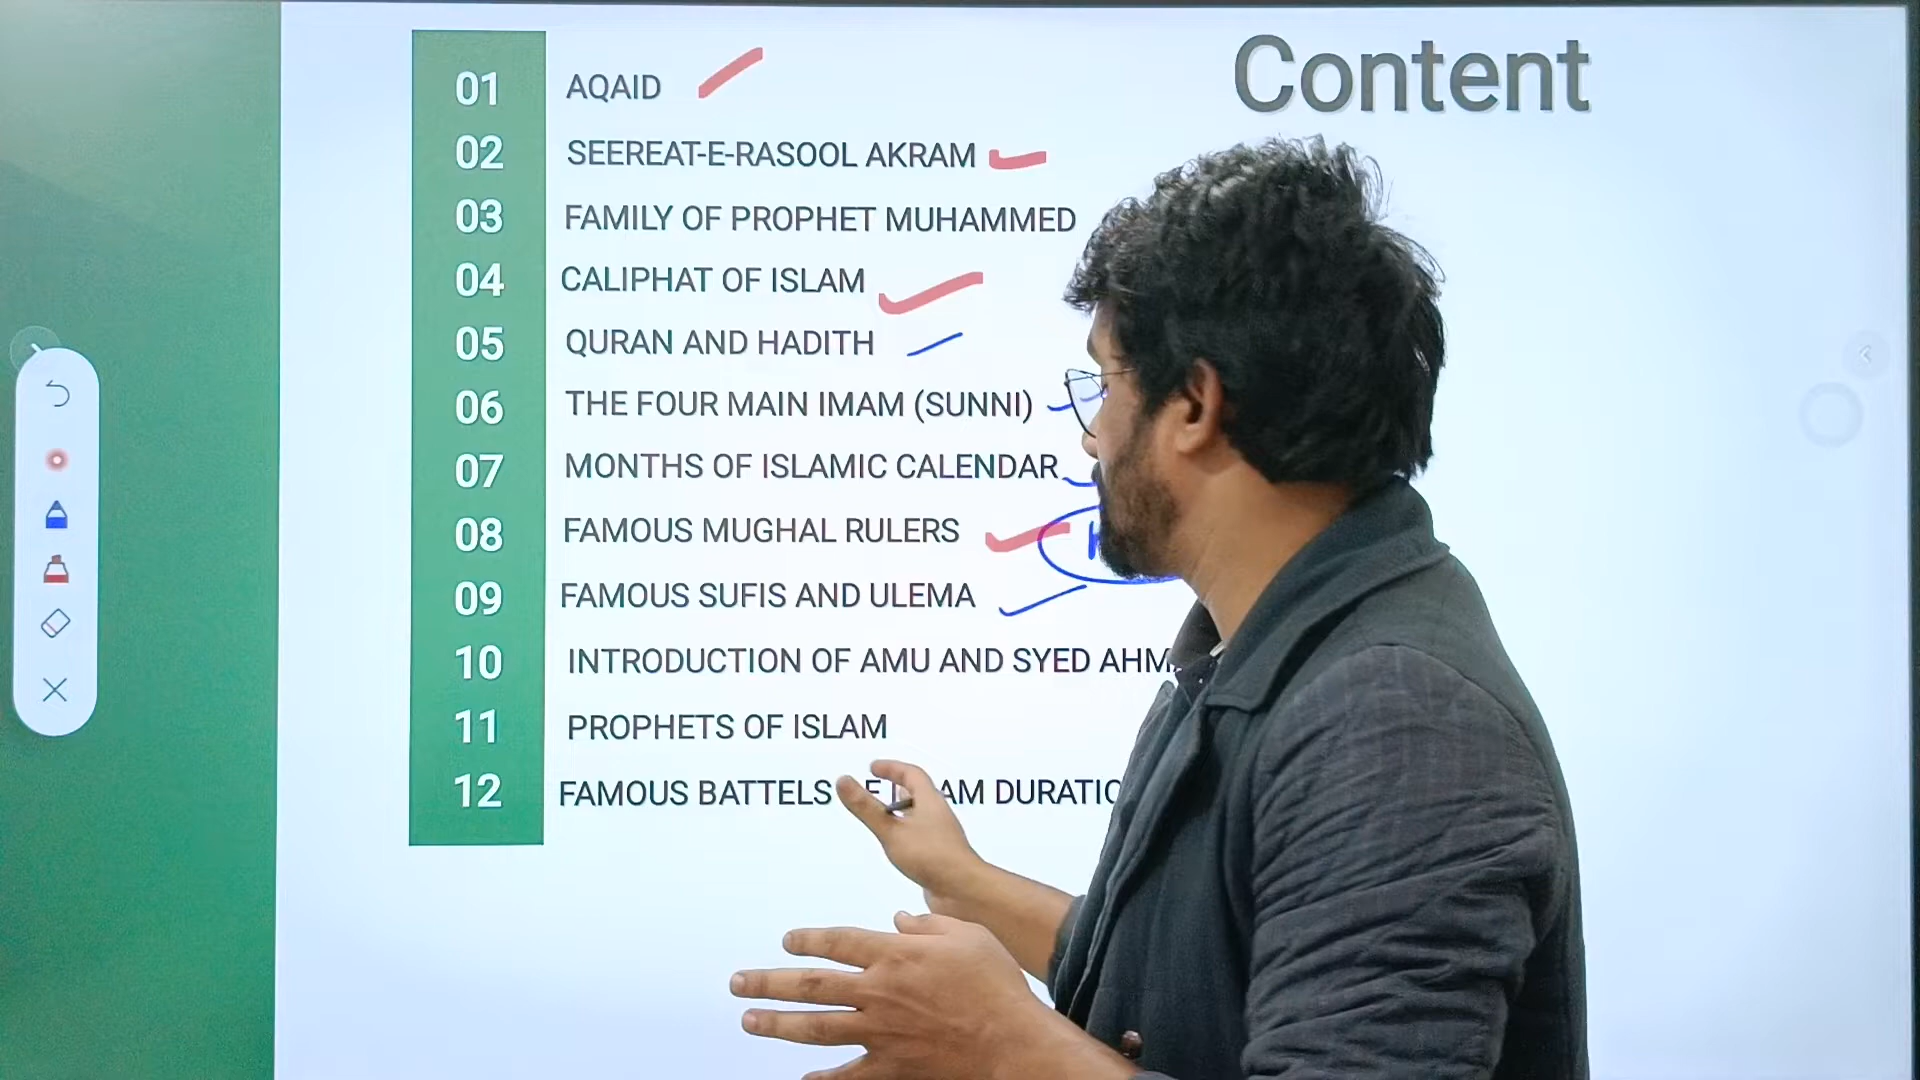 Content
01 AQAID
02 SEEREAT-E-RASOOL AKRAM
03 FAMILY OF PROPHET MUHAMMED
04 CALIPHAT OF ISLAM
05 QURAN AND HADITH
06 THE FOUR MAIN IMAM (SUNNI)
07 MONTHS OF ISLAMIC CALENDAR
08 FAMOUS MUGHAL RULERS
09 FAMOUS SUFIS AND ULEMA
10 INTRODUCTION OF AMU AND SYED
11 PROPHETS OF ISLAM
12 FAMOUS BATTELS